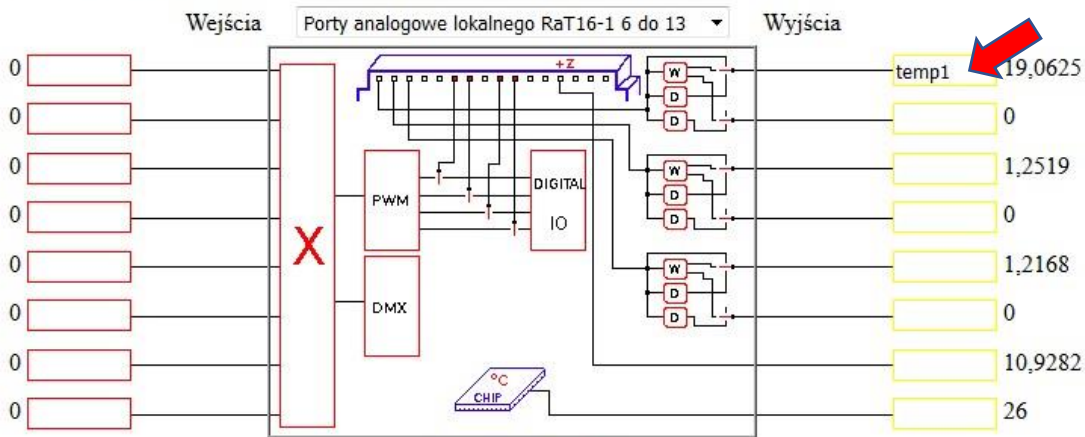 Wejścia Porty analogowe lokalnego RaT16-1 6 do 13 Wyjścia
0 +Z W temp1 19,0625
D
0 D 0
0 W 1,2519
PWM DIGITAL D
0 IO D 0
X
0 W 1,2168
D
0 DMX D 0
0 10,9282
°C
0 CHIP 26